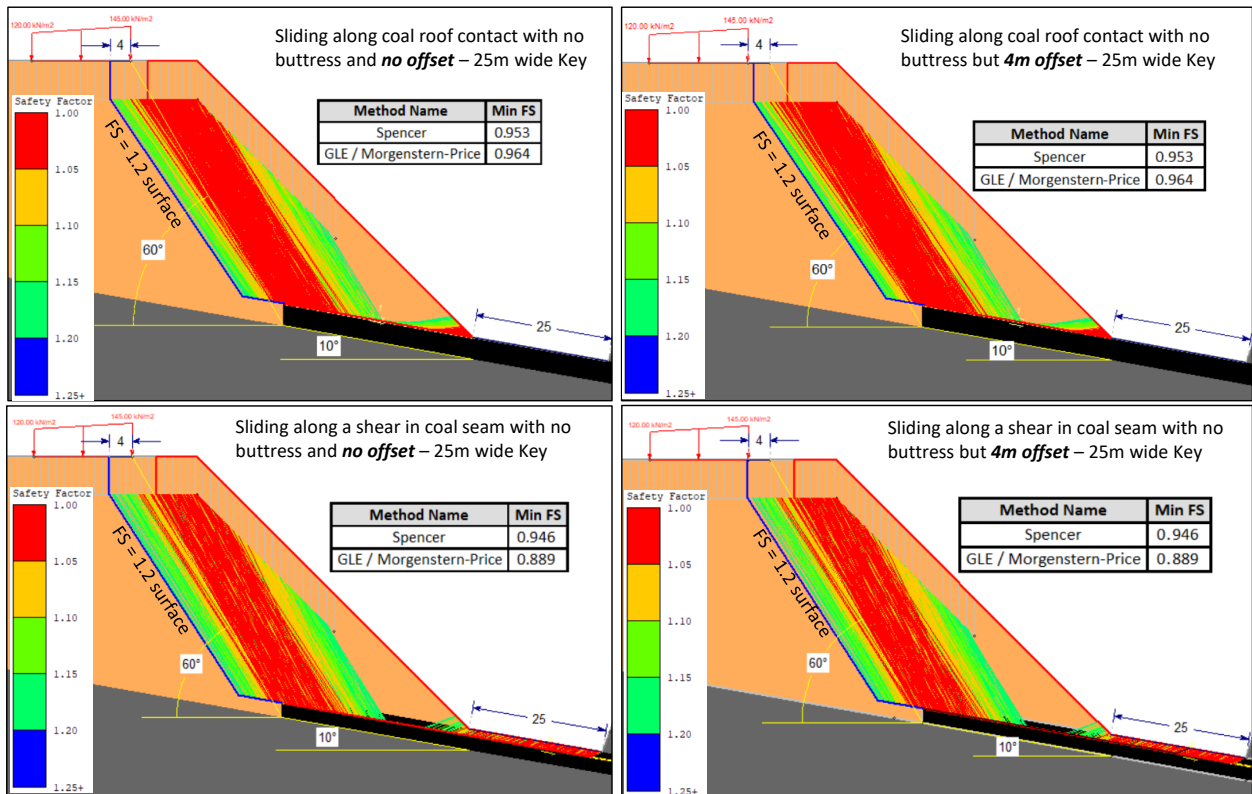 120.00 kN/m2
145.00 kN/m2
4
Sliding along coal roof contact with no
buttress and no offset – 25m wide Key
Safety Factor
1.00
1.05
1.10
1.15
1.20
1.25+
Method Name Min FS
Spencer 0.953
GLE / Morgenstern-Price 0.964
FS = 1.2 surface
60°
10°
25
120.00 kN/m2
145.00 kN/m2
4
Sliding along coal roof contact with no
buttress but 4m offset – 25m wide Key
Safety Factor
1.00
1.05
1.10
1.15
1.20
1.25+
Method Name Min FS
Spencer 0.953
GLE / Morgenstern-Price 0.964
FS = 1.2 surface
60°
10°
25
120.00 kN/m2
145.00 kN/m2
4
Sliding along a shear in coal seam with no
buttress and no offset – 25m wide Key
Safety Factor
1.00
1.05
1.10
1.15
1.20
1.25+
Method Name Min FS
Spencer 0.946
GLE / Morgenstern-Price 0.889
FS = 1.2 surface
60°
10°
25
120.00 kN/m2
145.00 kN/m2
4
Sliding along a shear in coal seam with no
buttress but 4m offset – 25m wide Key
Safety Factor
1.00
1.05
1.10
1.15
1.20
1.25+
Method Name Min FS
Spencer 0.946
GLE / Morgenstern-Price 0.889
FS = 1.2 surface
60°
10°
25